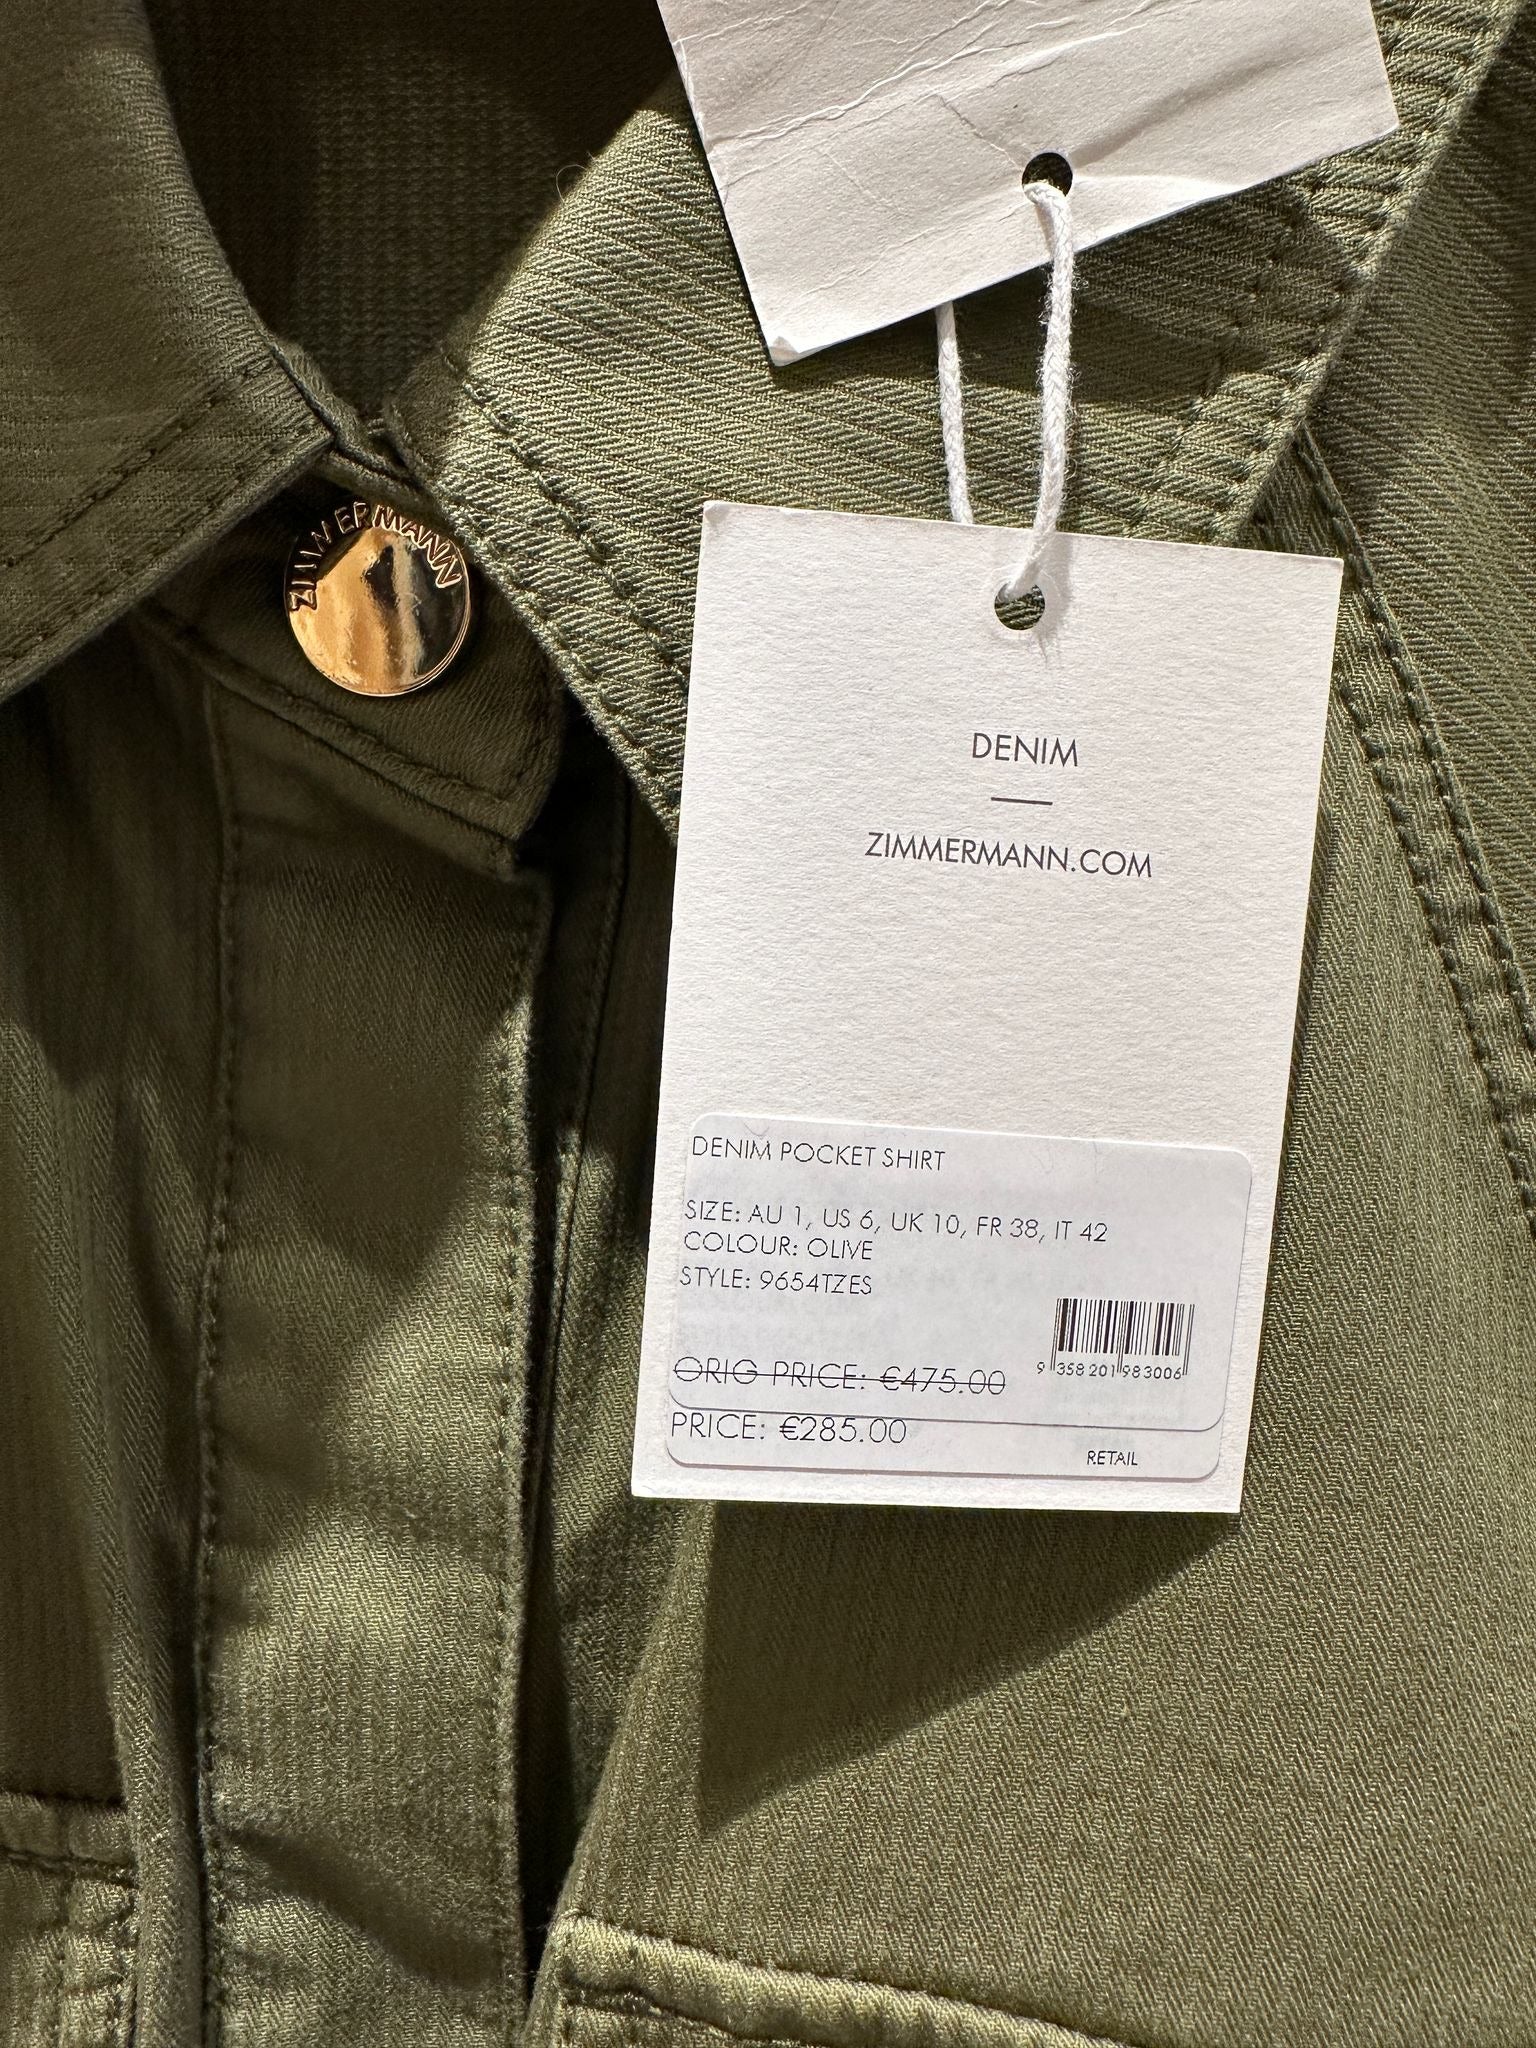 ZIMMERMANN
DENIM
ZIMMERMANN.COM
DENIM POCKET SHIRT
SIZE: AU 1, US 6, UK 10, FR 38, IT 42
COLOUR: OLIVE
STYLE: 9654TZES
9 358201 983006
ORIG PRICE: €475.00
PRICE: €285.00
RETAIL